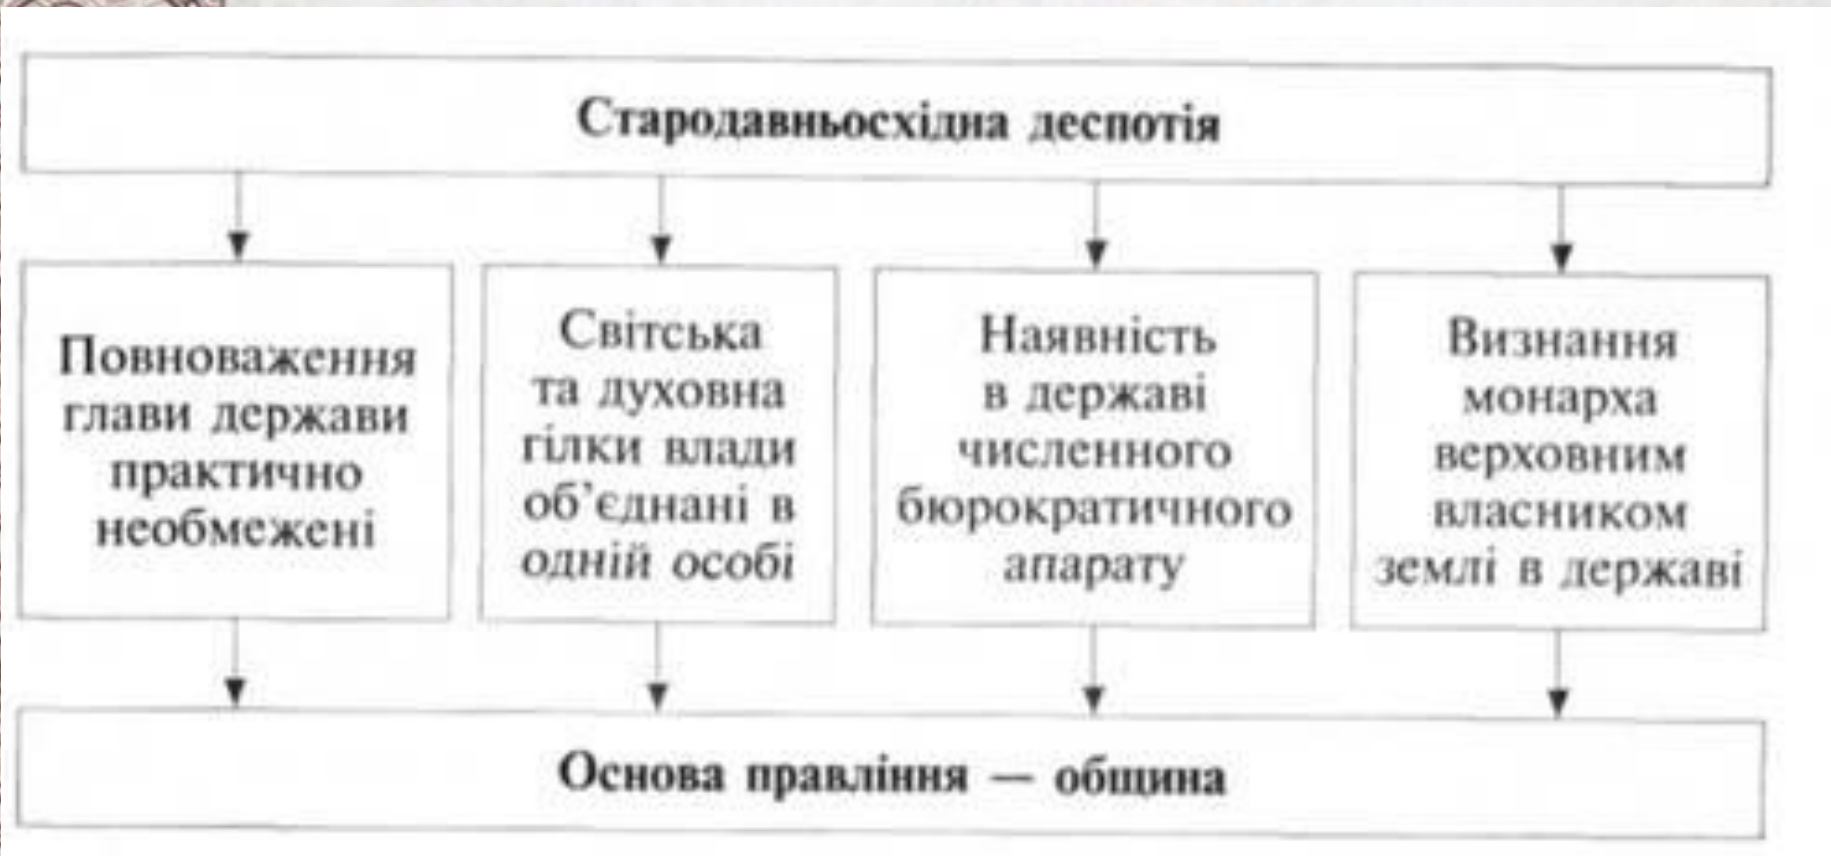 Стародавньосхідна деспотія
Повноваження
глави держави
практично
необмежені
Світська
та духовна
гілки влади
об’єднані в
одній особі
Наявність
в державі
численного
бюрократичного
апарату
Визнання
монарха
верховним
власником
землі в державі
Основа правління — община